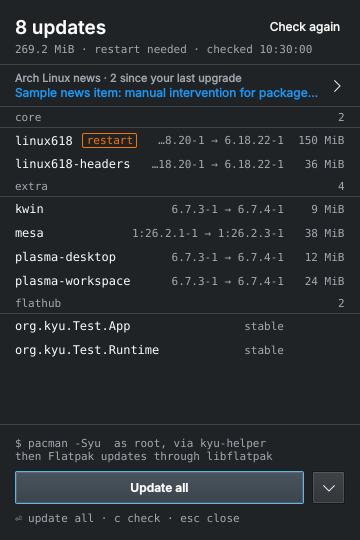 8 updates
Check again
269.2 MiB · restart needed · checked 10:30:00
Arch Linux news · 2 since your last upgrade
Sample news item: manual intervention for package...
core 2
linux618 restart …8.20-1 → 6.18.22-1 150 MiB
linux618-headers …18.20-1 → 6.18.22-1 36 MiB
extra 4
kwin 6.7.3-1 → 6.7.4-1 9 MiB
mesa 1:26.2.1-1 → 1:26.2.3-1 38 MiB
plasma-desktop 6.7.3-1 → 6.7.4-1 12 MiB
plasma-workspace 6.7.3-1 → 6.7.4-1 24 MiB
flathub 2
org.kyu.Test.App stable
org.kyu.Test.Runtime stable
$ pacman -Syu as root, via kyu-helper
then Flatpak updates through libflatpak
Update all
⏎ update all · c check · esc close